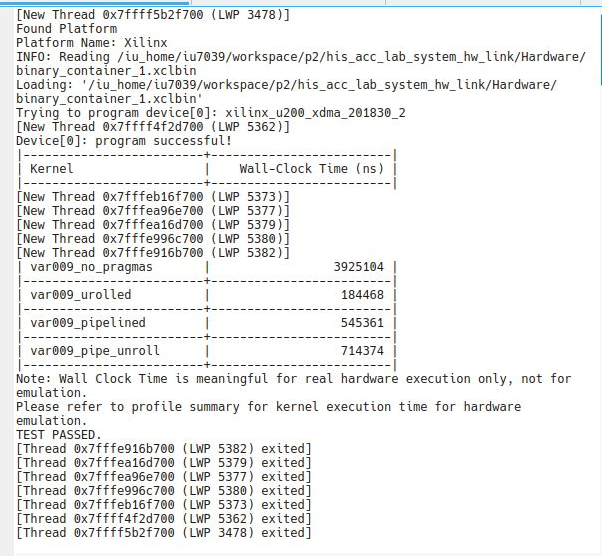 [New Thread 0x7ffff5b2f700 (LWP 3478)]
Found Platform
Platform Name: Xilinx
INFO: Reading /iu_home/iu7039/workspace/p2/his_acc_lab_system_hw_link/Hardware/
binary_container_1.xclbin
Loading: '/iu_home/iu7039/workspace/p2/his_acc_lab_system_hw_link/Hardware/
binary_container_1.xclbin'
Trying to program device[0]: xilinx_u200_xdma_201830_2
[New Thread 0x7ffff4f2d700 (LWP 5362)]
Device[0]: program successful!
|-------------------------+-------------------------|
| Kernel                  |    Wall-Clock Time (ns) |
|-------------------------+-------------------------|
[New Thread 0x7fffeb16f700 (LWP 5373)]
[New Thread 0x7fffea96e700 (LWP 5377)]
[New Thread 0x7fffea16d700 (LWP 5379)]
[New Thread 0x7fffe996c700 (LWP 5380)]
[New Thread 0x7fffe916b700 (LWP 5382)]
| var009_no_pragmas       |                 3925104 |
|-------------------------+-------------------------|
| var009_urolled          |                  184468 |
|-------------------------+-------------------------|
| var009_pipelined        |                  545361 |
|-------------------------+-------------------------|
| var009_pipe_unroll      |                  714374 |
|-------------------------+-------------------------|
Note: Wall Clock Time is meaningful for real hardware execution only, not for
emulation.
Please refer to profile summary for kernel execution time for hardware
emulation.
TEST PASSED.
[Thread 0x7fffe916b700 (LWP 5382) exited]
[Thread 0x7fffea16d700 (LWP 5379) exited]
[Thread 0x7fffea96e700 (LWP 5377) exited]
[Thread 0x7fffe996c700 (LWP 5380) exited]
[Thread 0x7fffeb16f700 (LWP 5373) exited]
[Thread 0x7ffff4f2d700 (LWP 5362) exited]
[Thread 0x7ffff5b2f700 (LWP 3478) exited]